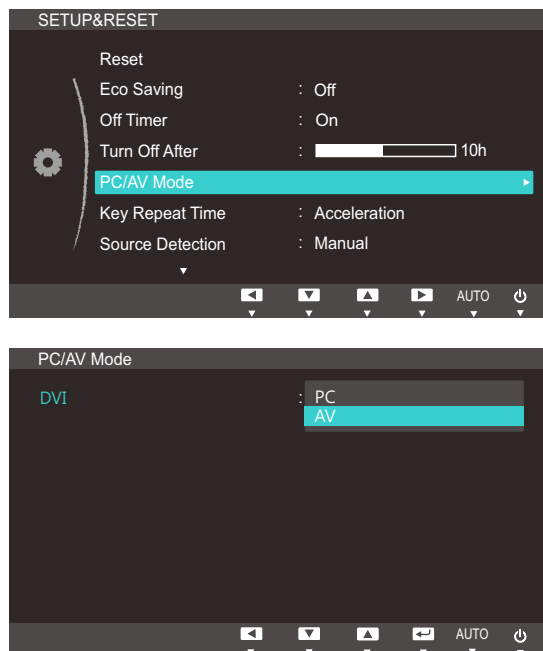 SETUP&RESET
Reset
Eco Saving : Off
Off Timer : On
Turn Off After : 10h
PC/AV Mode
Key Repeat Time : Acceleration
Source Detection : Manual
AUTO
PC/AV Mode
DVI : PC
AV
AUTO